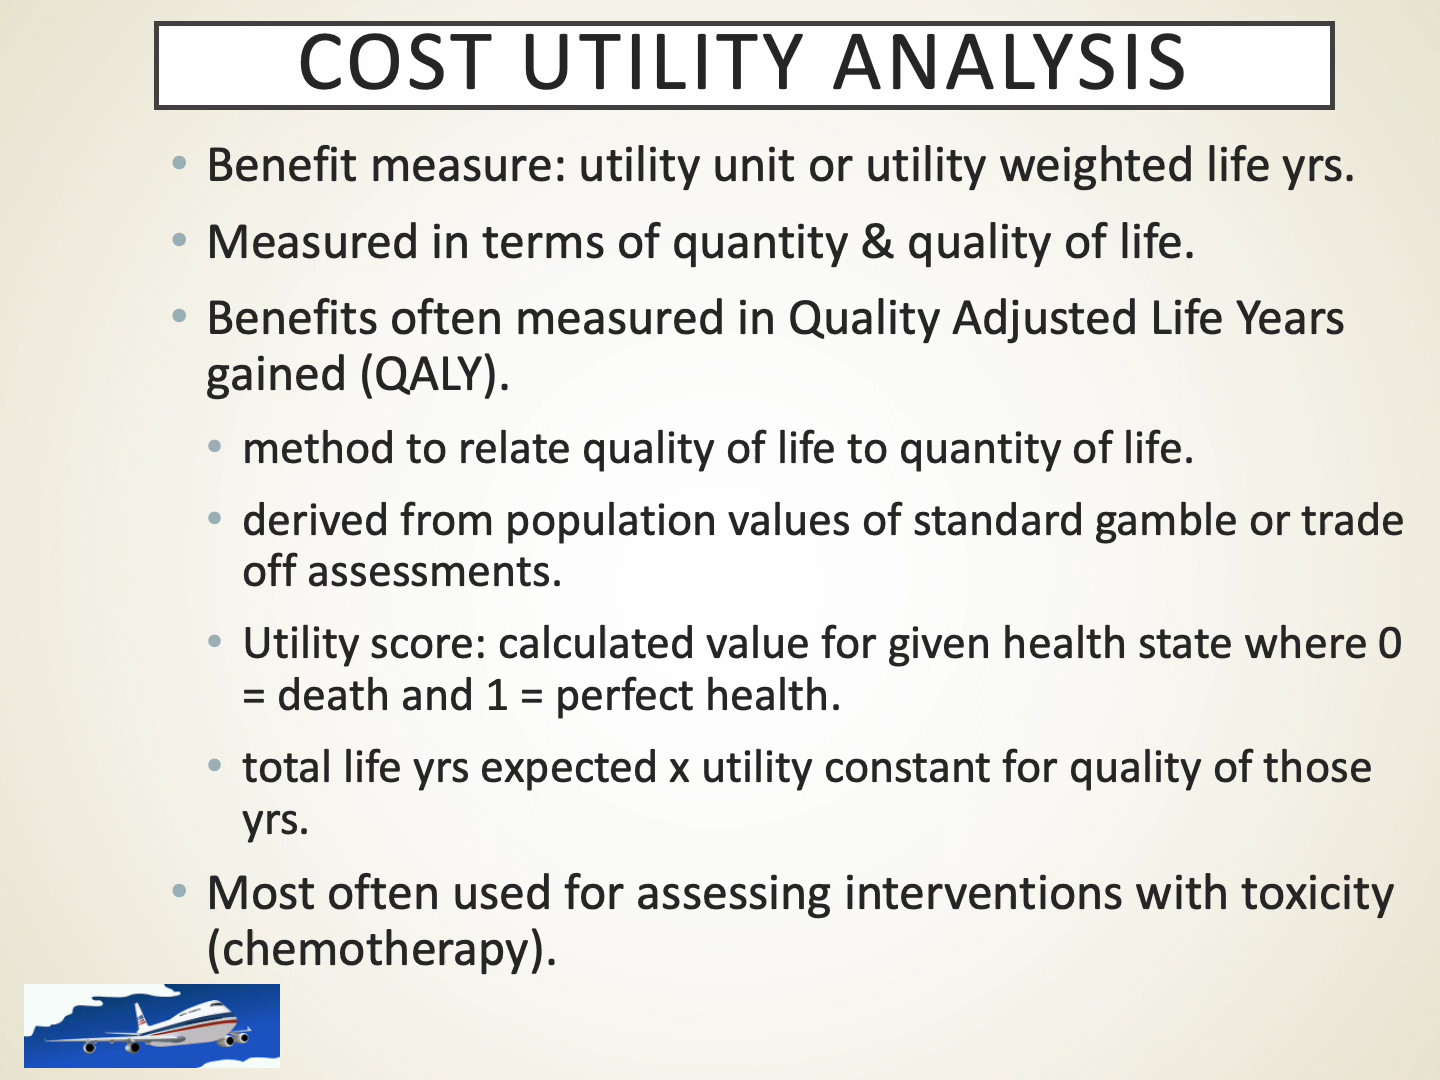 COST UTILITY ANALYSIS
• Benefit measure: utility unit or utility weighted life yrs.
• Measured in terms of quantity & quality of life.
• Benefits often measured in Quality Adjusted Life Years
gained (QALY).
• method to relate quality of life to quantity of life.
• derived from population values of standard gamble or trade
off assessments.
• Utility score: calculated value for given health state where 0
= death and 1 = perfect health.
• total life yrs expected x utility constant for quality of those
yrs.
• Most often used for assessing interventions with toxicity
(chemotherapy).